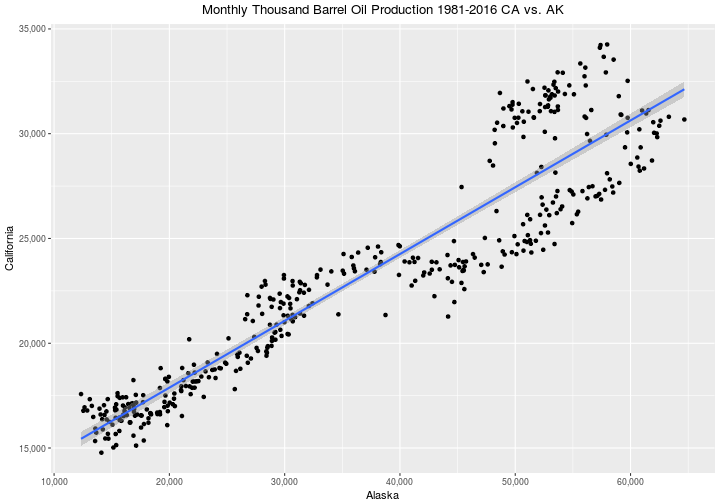 Monthly Thousand Barrel Oil Production 1981-2016 CA vs. AK
35,000
30,000
25,000
20,000
15,000
California
10,000 20,000 30,000 40,000 50,000 60,000
Alaska